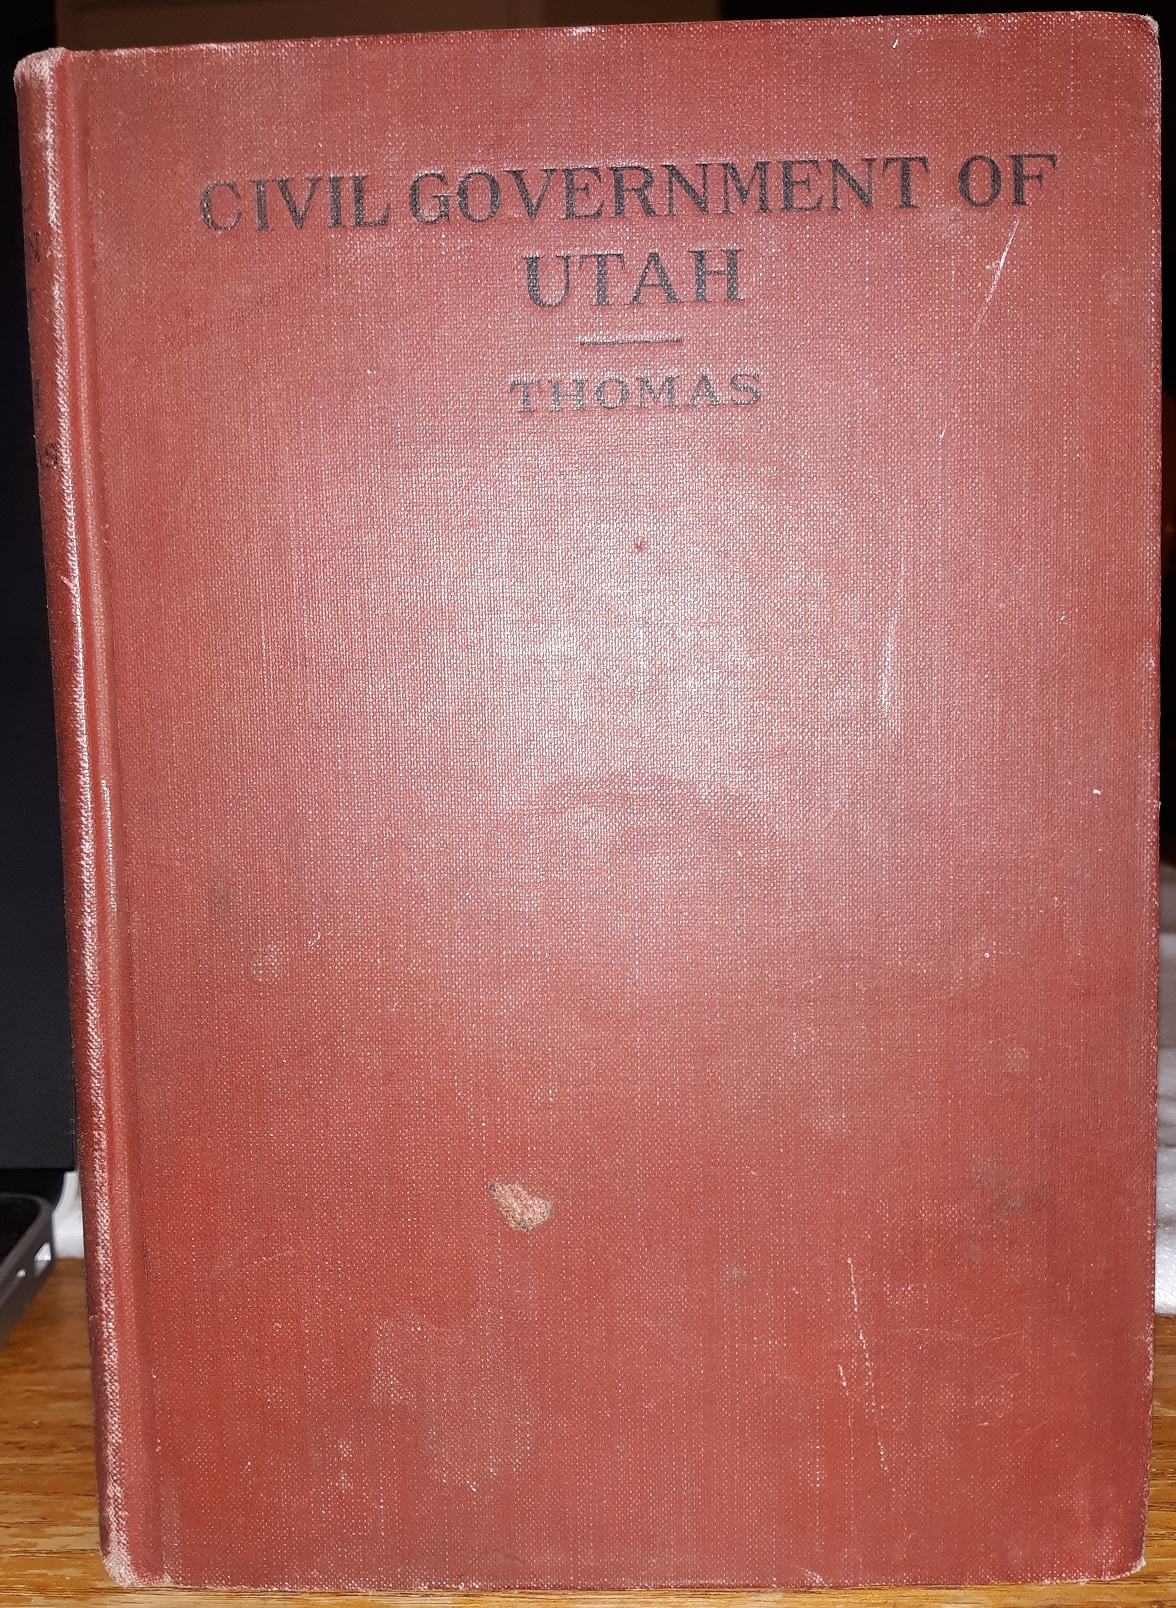 CIVIL GOVERNMENT OF
UTAH
THOMAS